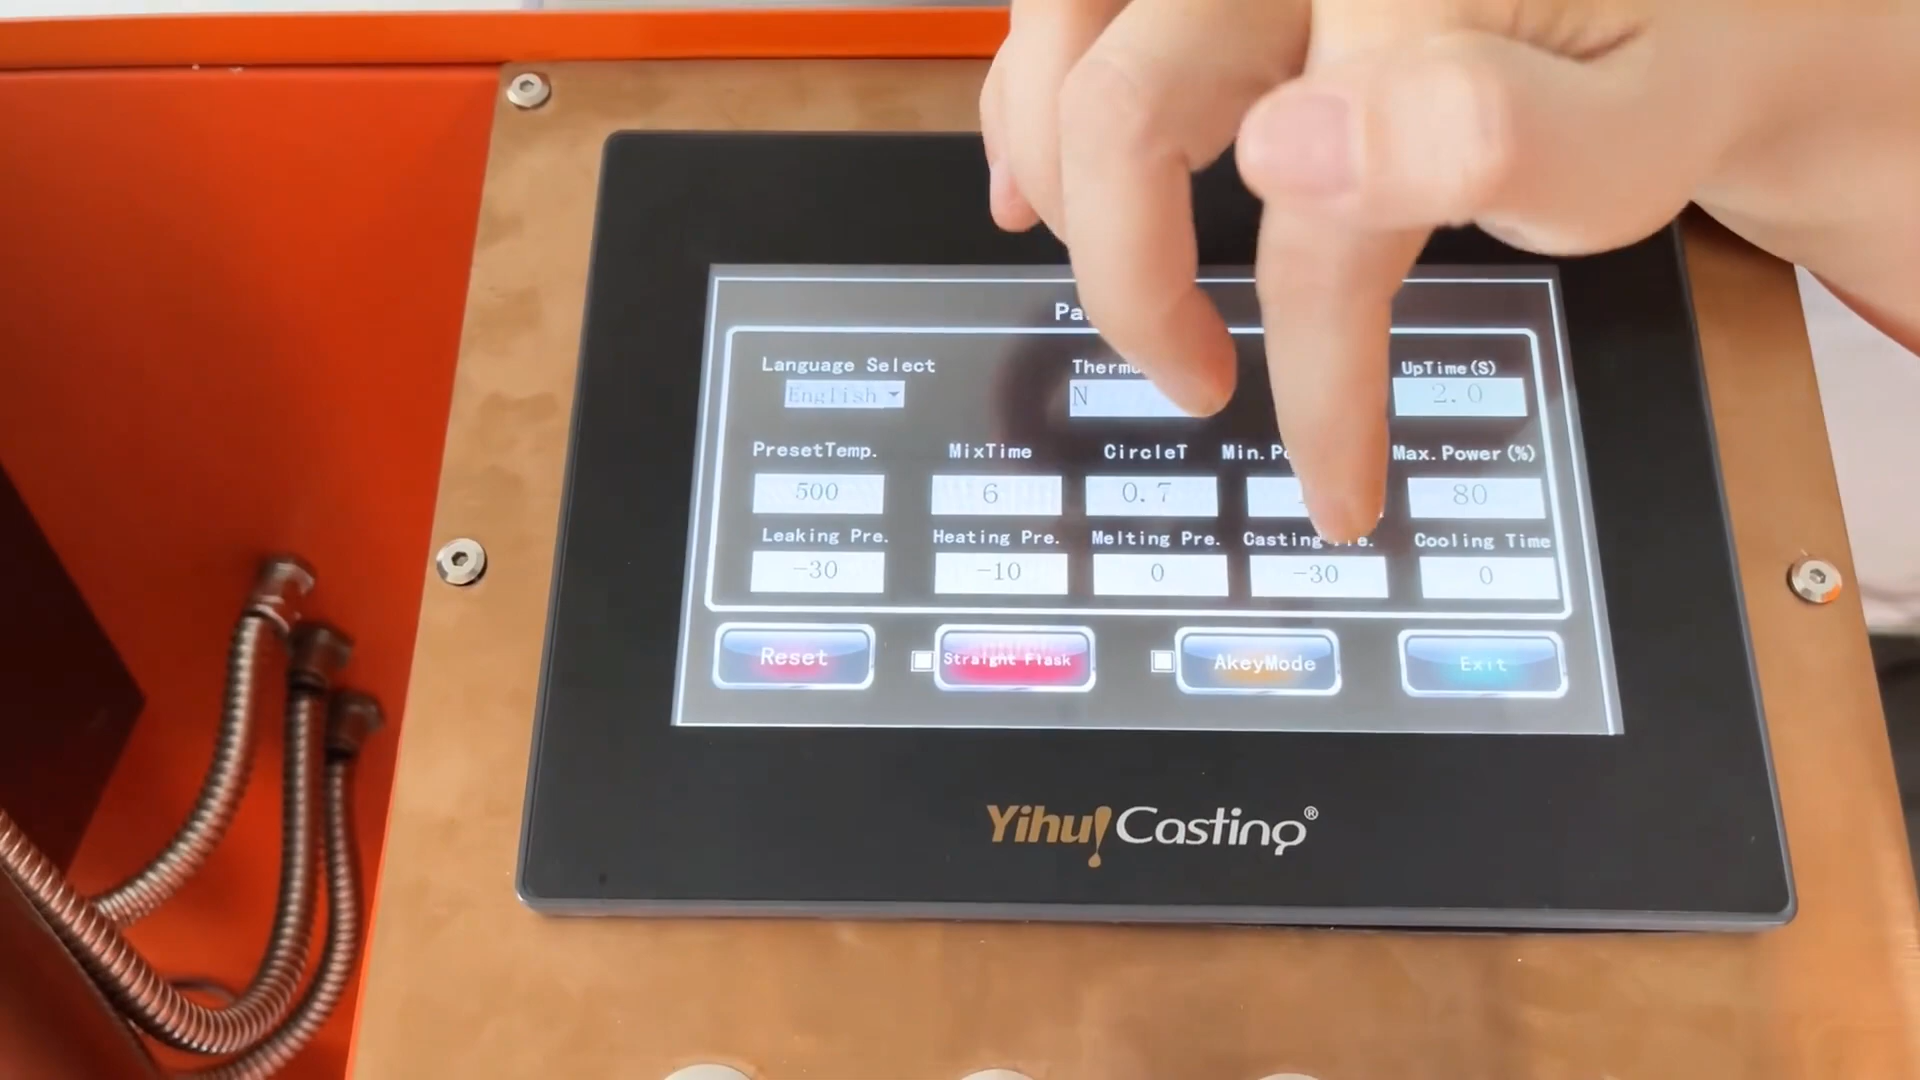 Language Select UpTime(S)
English N 2.0
PresetTemp. MixTime CircleT Min. Max.Power(%)
500 6 0.7 80
Leaking Pre. Heating Pre. Melting Pre. Casting Cooling Time
-30 -10 0 -30 0
Reset Straight Flask AkeyMode Exit
Yihui Casting®